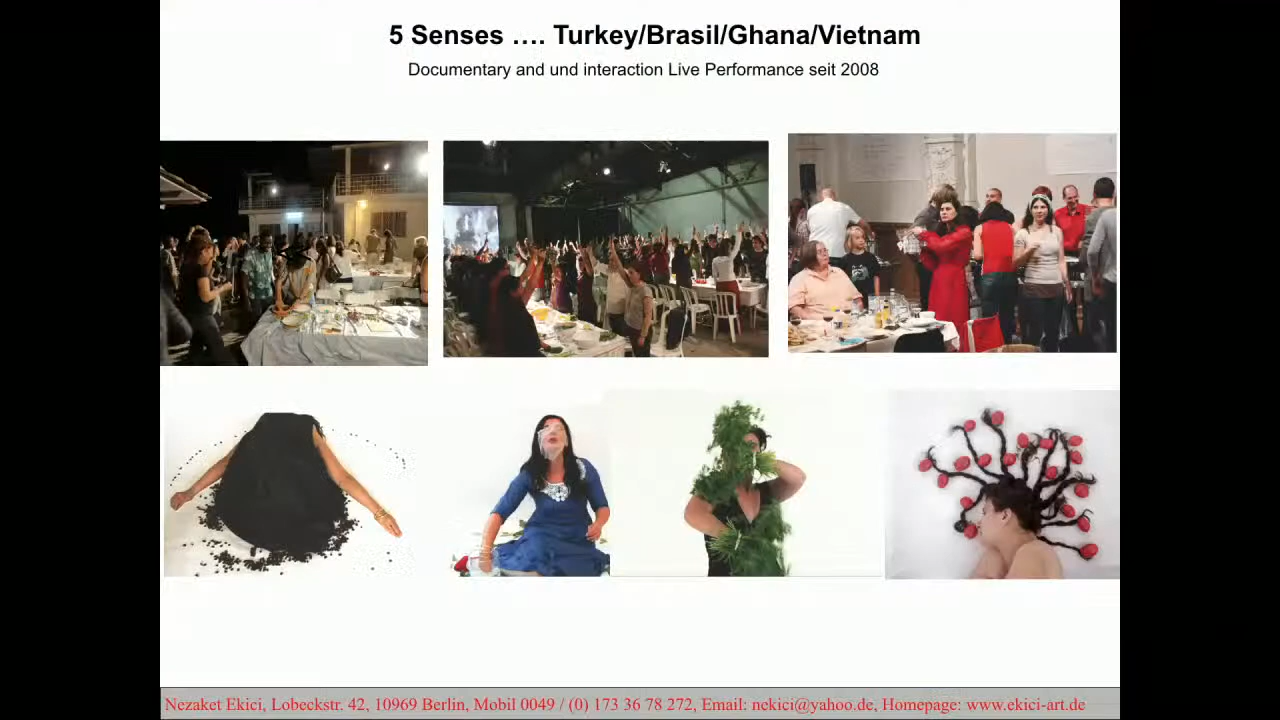 5 Senses …. Turkey/Brasil/Ghana/Vietnam
Documentary and und interaction Live Performance seit 2008
Nezaket Ekici, Lobeckstr. 42, 10969 Berlin, Mobil 0049 / (0) 173 36 78 272, Email: nekici@yahoo.de, Homepage: www.ekici-art.de